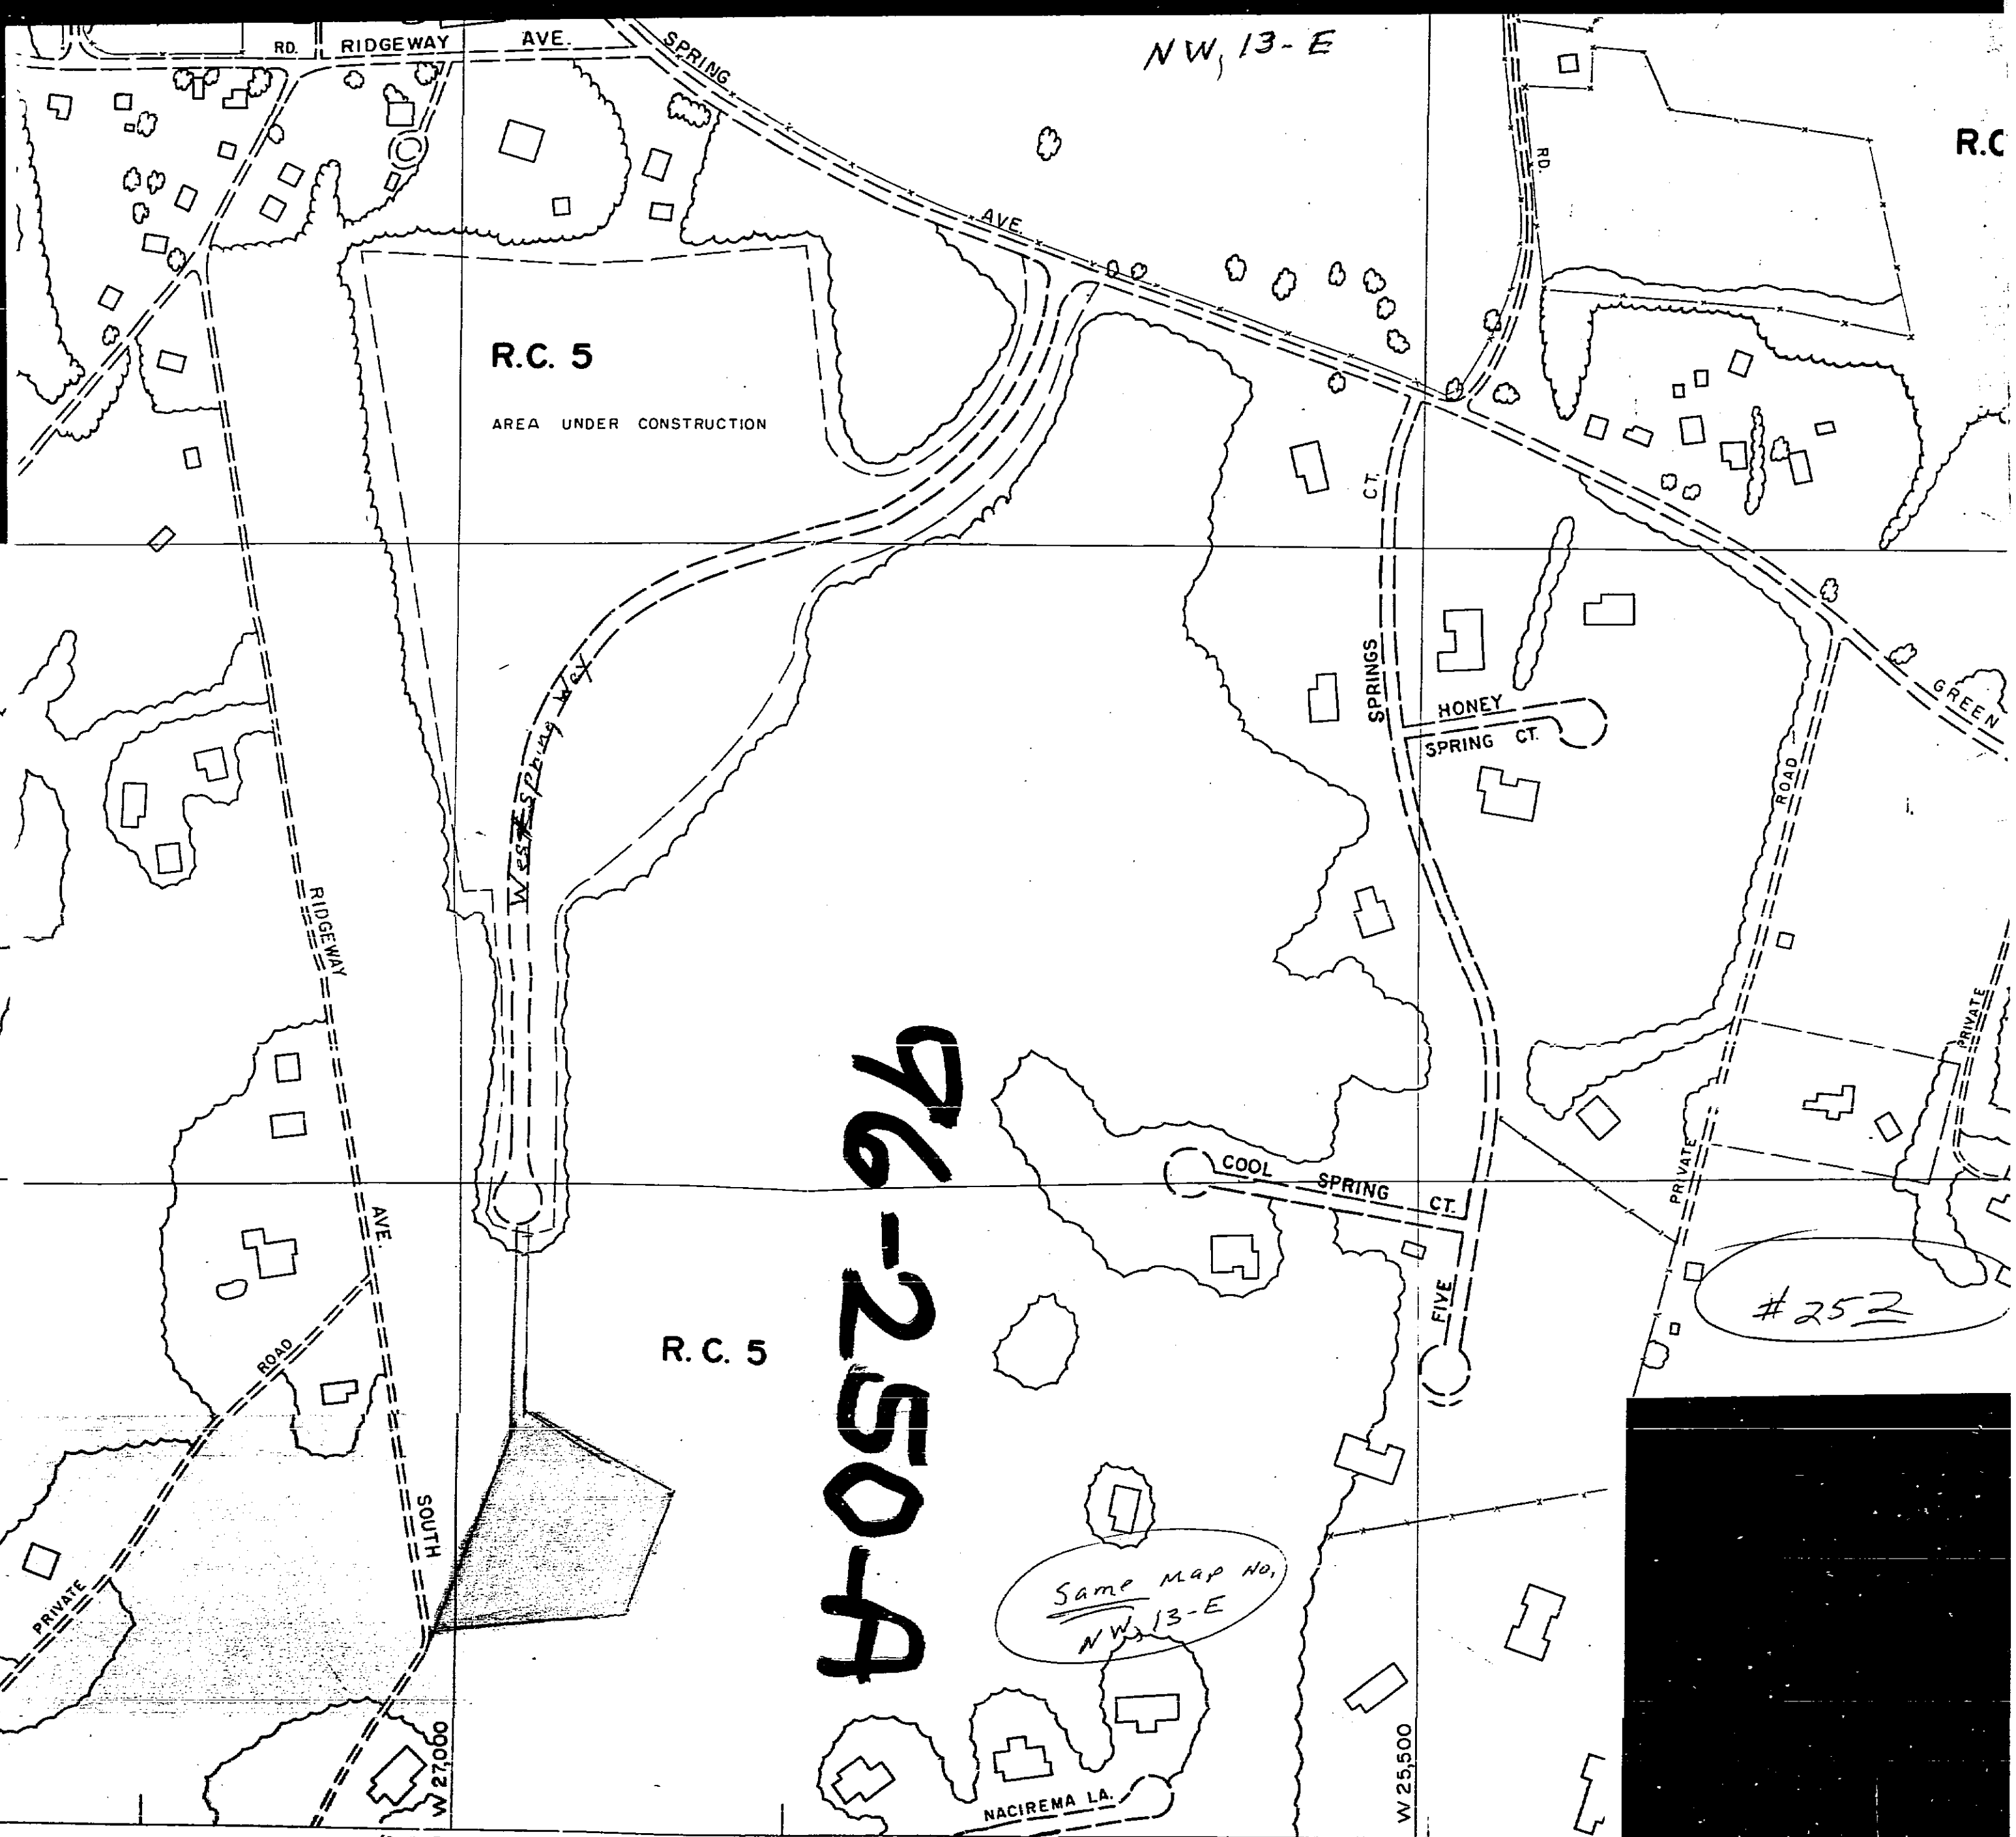 RD. RIDGEWAY AVE.
SPRING
NW, 13-E
AVE.
RD.
R.C
R.C. 5
AREA UNDER CONSTRUCTION
CT.
SPRINGS
HONEY
SPRING CT.
GREEN
ROAD
West Spring Way
RIDGEWAY
PRIVATE
PRIVATE
COOL SPRING CT.
AVE.
FIVE
ROAD
R. C. 5
96-250-A
#252
SOUTH
PRIVATE
Same Map No,
NW, 13-E
W 27,000
W 25,500
NACIREMA LA.